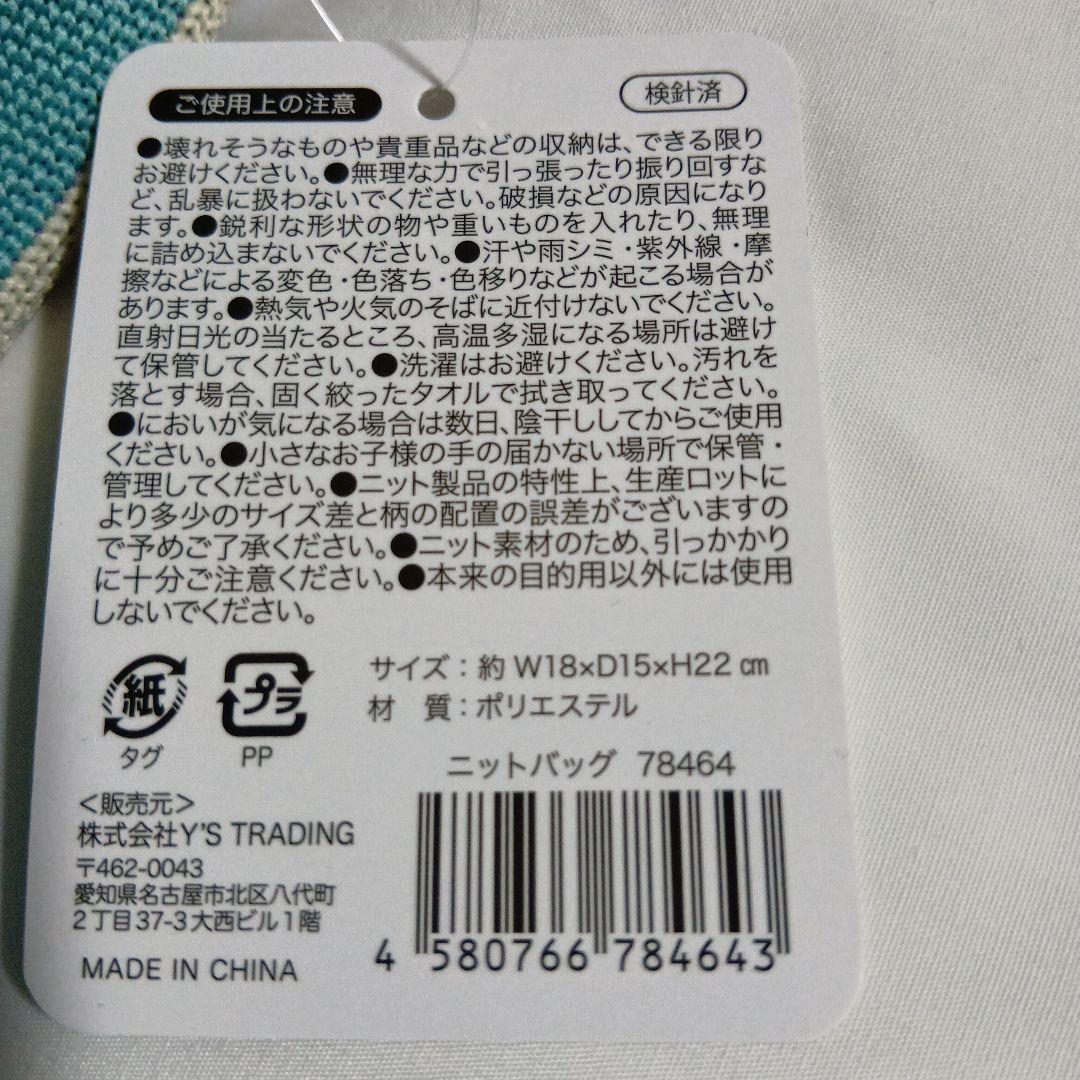 ご使用上の注意
検針済
●壊れそうなものや貴重品などの収納は、できる限り
お避けください。●無理な力で引っ張ったり振り回すな
ど、乱暴に扱わないでください。破損などの原因になり
ます。●鋭利な形状の物や重いものを入れたり、無理
に詰め込まないでください。●汗や雨シミ・紫外線・摩
擦などによる変色・色落ち・色移りなどが起こる場合が
あります。●熱気や火気のそばに近付けないでください。
直射日光の当たるところ、高温多湿になる場所は避け
て保管してください。●洗濯はお避けください。汚れを
落とす場合、固く絞ったタオルで拭き取ってください。
●においが気になる場合は数日、陰干ししてからご使用
ください。●小さなお子様の手の届かない場所で保管・
管理してください。●ニット製品の特性上、生産ロットに
より多少のサイズ差と柄の配置の誤差がございますの
で予めご了承ください。●ニット素材のため、引っかかり
に十分ご注意ください。●本来の目的用以外には使用
しないでください。
紙
タグ
プラ
PP
サイズ：約 W18×D15×H22 ㎝
材　質：ポリエステル
ニットバッグ 78464
＜販売元＞
株式会社Y'S TRADING
〒462-0043
愛知県名古屋市北区八代町
2丁目37-3 大西ビル1階
MADE IN CHINA
4 580766 784643